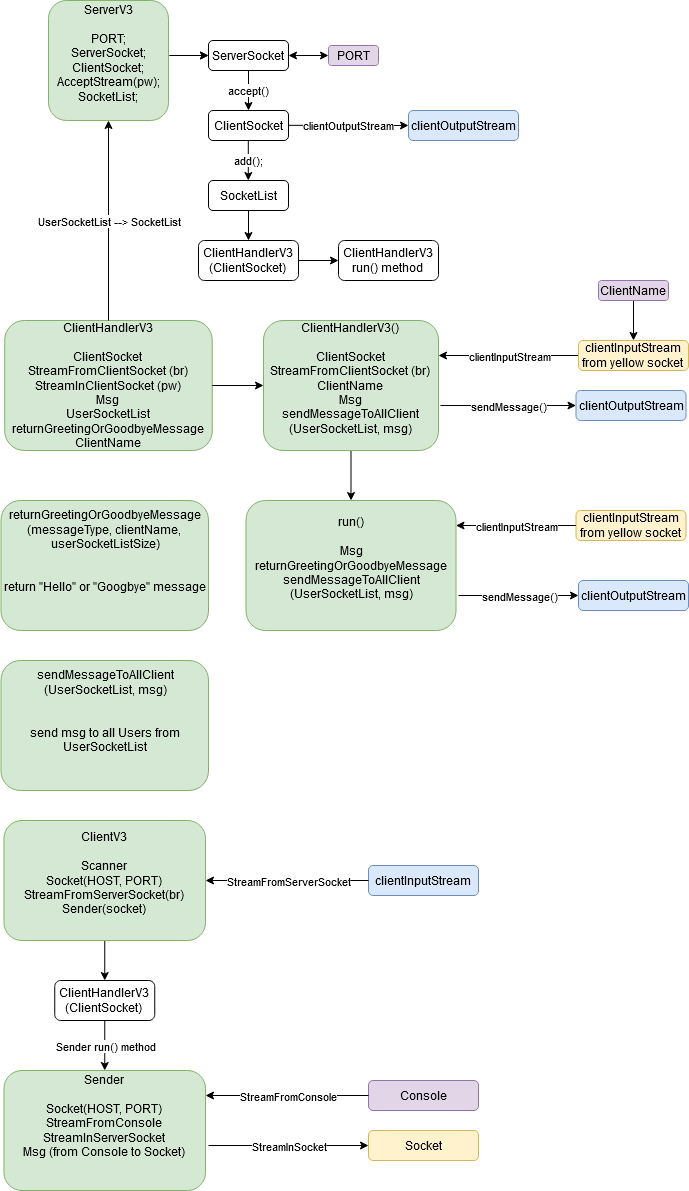 ServerV3
PORT;
ServerSocket;
ClientSocket;
AcceptStream(pw);
SocketList;
ServerSocket
PORT
accept()
ClientSocket
clientOutputStream
clientOutputStream
add();
SocketList
UserSocketList --> SocketList
ClientHandlerV3
(ClientSocket)
ClientHandlerV3
run() method
ClientName
ClientHandlerV3
ClientSocket
StreamFromClientSocket (br)
StreamInClientSocket (pw)
Msg
UserSocketList
returnGreetingOrGoodbyeMessage
ClientName
ClientHandlerV3()
ClientSocket
StreamFromClientSocket (br)
ClientName
Msg
sendMessageToAllClient
(UserSocketList, msg)
clientInputStream
clientInputStream
from yellow socket
sendMessage()
clientOutputStream
returnGreetingOrGoodbyeMessage
(messageType, clientName,
userSocketListSize)
return "Hello" or "Googbye" message
run()
Msg
returnGreetingOrGoodbyeMessage
sendMessageToAllClient
(UserSocketList, msg)
clientInputStream
clientInputStream
from yellow socket
sendMessage()
clientOutputStream
sendMessageToAllClient
(UserSocketList, msg)
send msg to all Users from
UserSocketList
ClientV3
Scanner
Socket(HOST, PORT)
StreamFromServerSocket(br)
Sender(socket)
StreamFromServerSocket
clientInputStream
ClientHandlerV3
(ClientSocket)
Sender run() method
Sender
Socket(HOST, PORT)
StreamFromConsole
StreamInServerSocket
Msg (from Console to Socket)
StreamFromConsole
Console
StreamInSocket
Socket